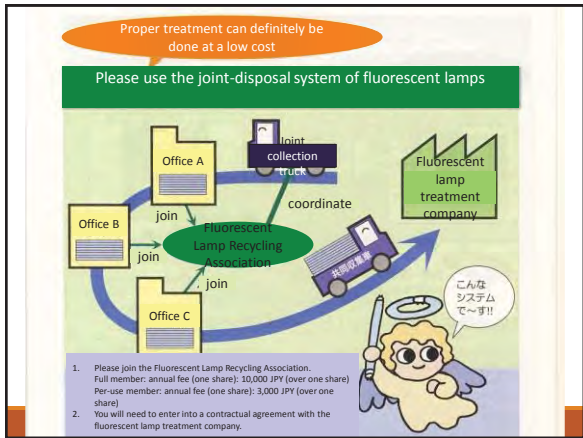 Proper treatment can definitely be
done at a low cost
Please use the joint-disposal system of fluorescent lamps
Office A
Joint
collection
truck
Fluorescent
lamp
treatment
company
join
coordinate
Office B
Fluorescent
Lamp Recycling
Association
join
join
共同収集車
Office C
こんな
システム
で〜す!!
1. Please join the Fluorescent Lamp Recycling Association.
Full member: annual fee (one share): 10,000 JPY (over one share)
Per-use member: annual fee (one share): 3,000 JPY (over one
share)
2. You will need to enter into a contractual agreement with the
fluorescent lamp treatment company.